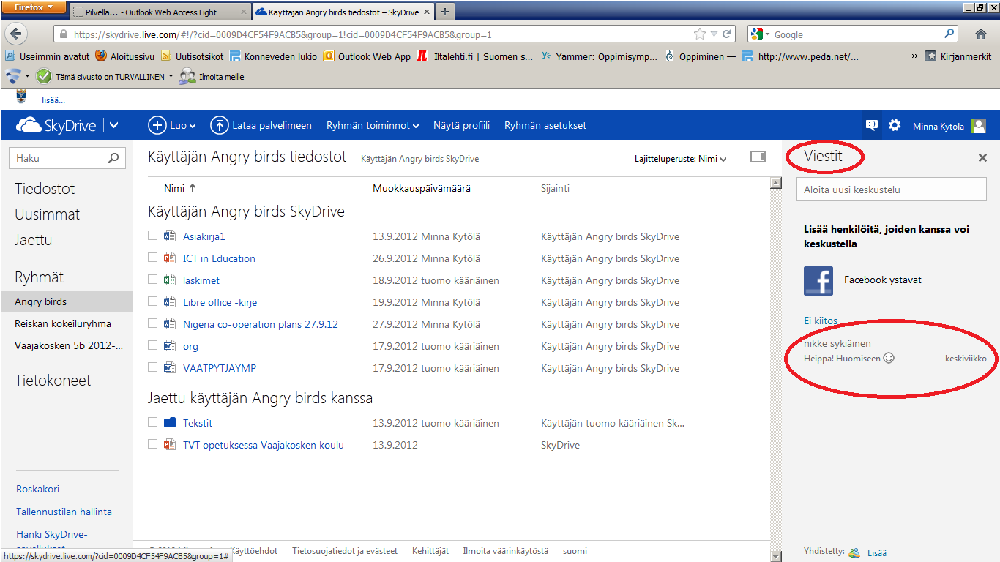 Firefox
Pilvellä... - Outlook Web Access Light
Käyttäjän Angry birds tiedostot – SkyDrive
https://skydrive.live.com/#!/?cid=0009D4CF54F9ACB5&group=1!cid=0009D4CF54F9ACB5&group=1
Google
Useimmin avatut
Aloitussivu
Uutisotsikot
Konneveden lukio
Outlook Web App
Iltalehti.fi | Suomen s...
Yammer: Oppimisymp...
Oppiminen —
http://www.peda.net/...
Kirjanmerkit
Tämä sivusto on TURVALLINEN
Ilmoita meille
lisää...
SkyDrive
Luo
Lataa palvelimeen
Ryhmän toiminnot
Näytä profiili
Ryhmän asetukset
Minna Kytölä
Haku
Tiedostot
Uusimmat
Jaettu
Ryhmät
Angry birds
Reiskan kokeiluryhmä
Vaajakosken 5b 2012-...
Tietokoneet
Roskakori
Tallennustilan hallinta
Hanki SkyDrive-
Käyttäjän Angry birds tiedostot
Käyttäjän Angry birds SkyDrive
Lajitteluperuste: Nimi
Nimi Muokkauspäivämäärä Sijainti
Käyttäjän Angry birds SkyDrive
Asiakirja1 13.9.2012 Minna Kytölä Käyttäjän Angry birds SkyDrive
ICT in Education 26.9.2012 Minna Kytölä Käyttäjän Angry birds SkyDrive
laskimet 18.9.2012 tuomo kääriäinen Käyttäjän Angry birds SkyDrive
Libre office -kirje 19.9.2012 Minna Kytölä Käyttäjän Angry birds SkyDrive
Nigeria co-operation plans 27.9.12 27.9.2012 Minna Kytölä Käyttäjän Angry birds SkyDrive
org 17.9.2012 tuomo kääriäinen Käyttäjän Angry birds SkyDrive
VAATPYTJAYMP 17.9.2012 tuomo kääriäinen Käyttäjän Angry birds SkyDrive
Jaettu käyttäjän Angry birds kanssa
Tekstit 13.9.2012 tuomo kääriäinen Käyttäjän tuomo kääriäinen Sk...
TVT opetuksessa Vaajakosken koulu 13.9.2012 SkyDrive
Käyttöehdot
Tietosuojatiedot ja evästeet
Kehittäjät
Ilmoita väärinkäytöstä
suomi
Viestit
Aloita uusi keskustelu
Lisää henkilöitä, joiden kanssa voi
keskustella
Facebook ystävät
Ei kiitos
nikke sykiäinen
Heippa! Huomiseen keskiviikko
Yhdistetty: Lisää
https://skydrive.live.com/?cid=0009D4CF54F9ACB5&group=1#